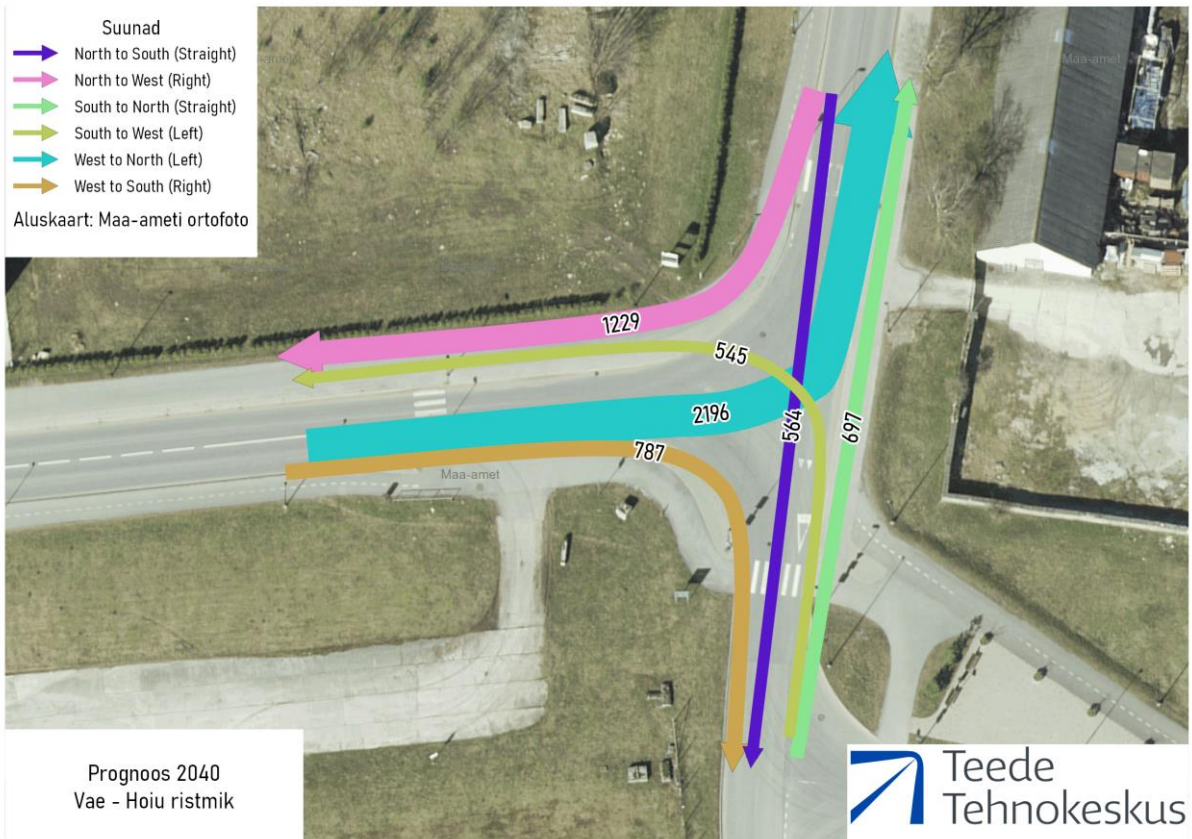 Suunad
North to South (Straight)
North to West (Right)
South to North (Straight)
South to West (Left)
West to North (Left)
West to South (Right)
Aluskaart: Maa-ameti ortofoto
Maa-amet
1229
545
2196
564
697
787
Maa-amet
Prognoos 2040
Vae - Hoiu ristmik
Teede
Tehnokeskus